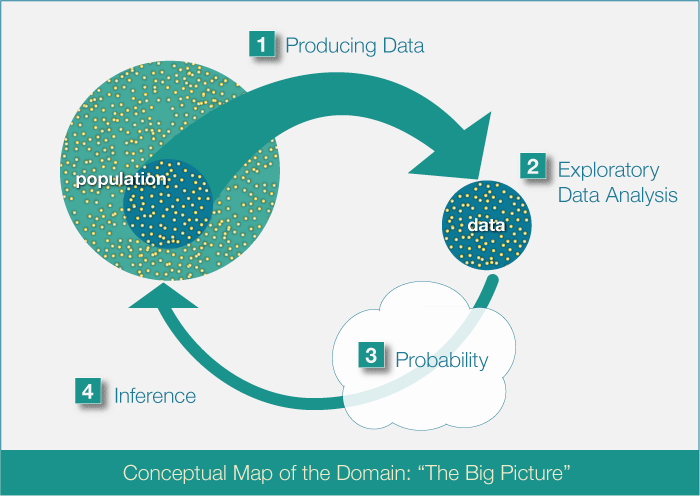 1 Producing Data
population
2 Exploratory
Data Analysis
data
3 Probability
4 Inference
Conceptual Map of the Domain: “The Big Picture”